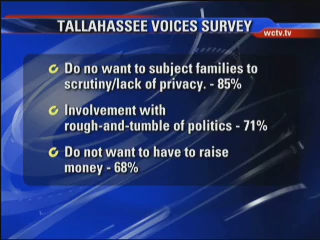 TALLAHASSEE VOICES SURVEY
wctv.tv
Do no want to subject families to
scrutiny/lack of privacy. - 85%
Involvement with
rough-and-tumble of politics - 71%
Do not want to have to raise
money - 68%